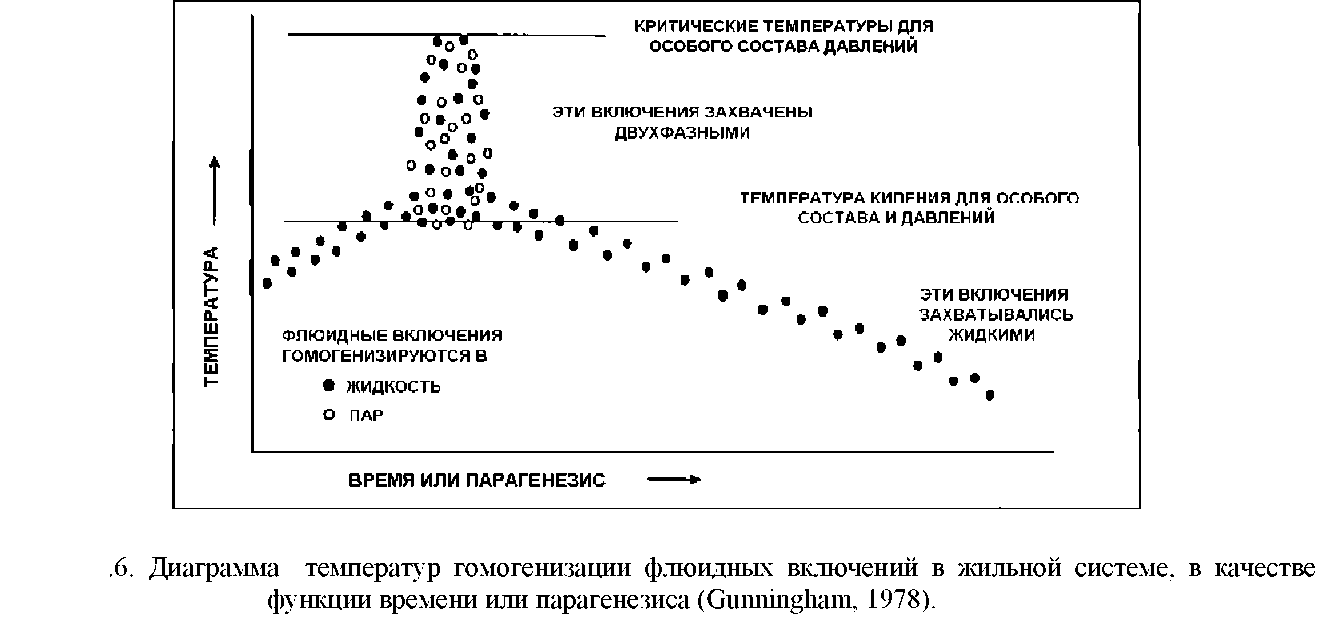 КРИТИЧЕСКИЕ ТЕМПЕРАТУРЫ ДЛЯ
ОСОБОГО СОСТАВА ДАВЛЕНИЙ
ЭТИ ВКЛЮЧЕНИЯ ЗАХВАЧЕНЫ
ДВУХФАЗНЫМИ
ТЕМПЕРАТУРА КИПЕНИЯ ДЛЯ ОСОБОГО
СОСТАВА И ДАВЛЕНИЙ
ЭТИ ВКЛЮЧЕНИЯ
ЗАХВАТЫВАЛИСЬ
ЖИДКИМИ
ТЕМПЕРАТУРА
ФЛЮИДНЫЕ ВКЛЮЧЕНИЯ
ГОМОГЕНИЗИРУЮТСЯ В
ЖИДКОСТЬ
ПАР
ВРЕМЯ ИЛИ ПАРАГЕНЕЗИС
.6. Диаграмма температур гомогенизации флюидных включений в жильной системе, в качестве
функции времени или парагенезиса (Gunningham, 1978).